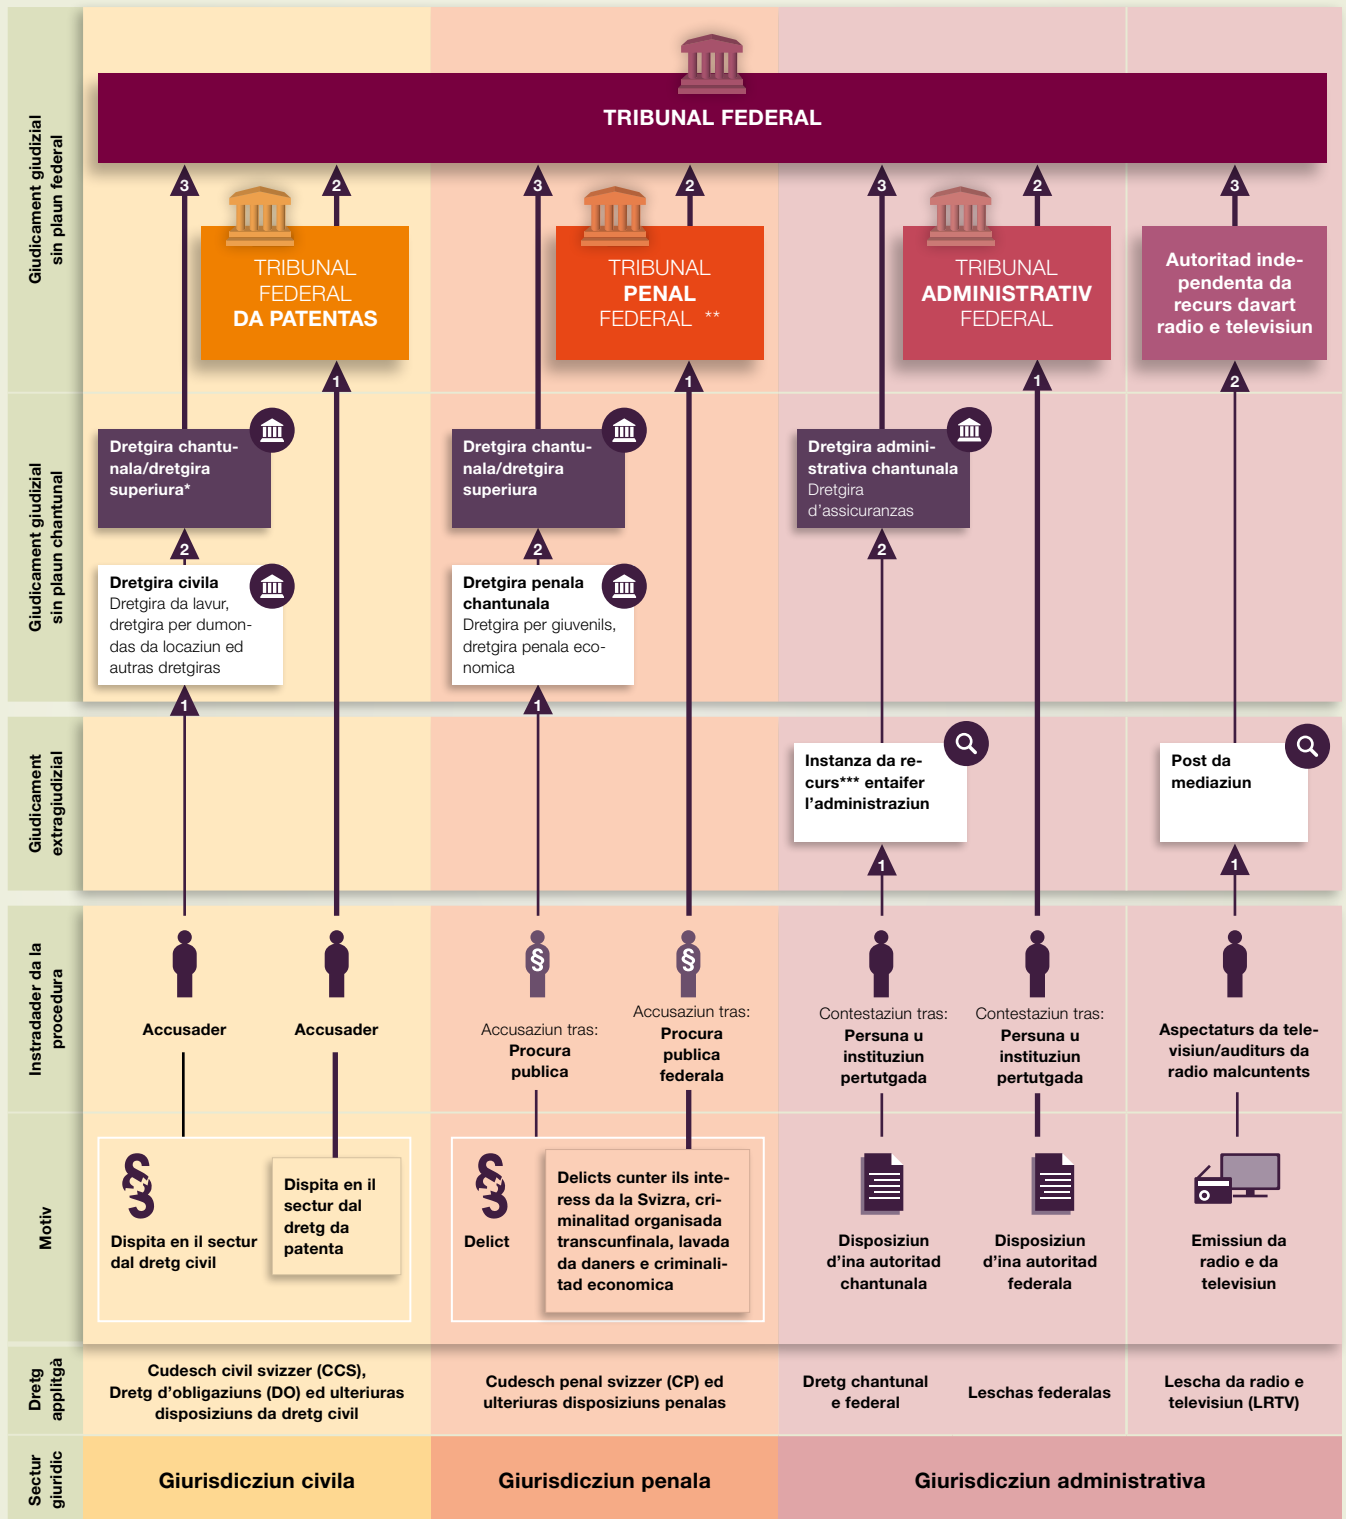 Giudicament giudizial
sin plaun federal
TRIBUNAL FEDERAL
3
2
3
2
3
2
3
TRIBUNAL
FEDERAL
DA PATENTAS
TRIBUNAL
PENAL
FEDERAL **
TRIBUNAL
ADMINISTRATIV
FEDERAL
Autoritad inde-
pendenta da
recurs davart
radio e televisiun
1
1
1
2
Giudicament giudizial
sin plaun chantunal
Dretgira chantu-
nala/dretgira
superiura*
Dretgira chantu-
nala/dretgira
superiura
Dretgira admini-
strativa chantunala
Dretgira
d'assicuranzas
2
2
2
Dretgira civila
Dretgira da lavur,
dretgira per dumon-
das da locaziun ed
autras dretgiras
Dretgira penala
chantunala
Dretgira per giuvenils,
dretgira penala eco-
nomica
1
1
Giudicament
extragiudizial
Instanza da re-
curs*** entaifer
l'administraziun
Post da
mediaziun
1
1
Instradader da la
procedura
§
§
Accusader
Accusader
Accusaziun tras:
Procura
publica
Accusaziun tras:
Procura
publica
federala
Contestaziun tras:
Persuna u
instituziun
pertutgada
Contestaziun tras:
Persuna u
instituziun
pertutgada
Aspectaturs da tele-
visiun/auditurs da
radio malcuntents
Motiv
§
Dispita en il sectur
dal dretg civil
Dispita en il
sectur dal
dretg da
patenta
§
Delict
Delicts cunter ils inte-
ress da la Svizra, cri-
minalitad organisada
transcunfinala, lavada
da daners e criminali-
tad economica
Disposiziun
d'ina autoritad
chantunala
Disposiziun
d'ina autoritad
federala
Emissiun da
radio e da
televisiun
Dretg
applitgà
Cudesch civil svizzer (CCS),
Dretg d'obligaziuns (DO) ed ulteriuras
disposiziuns da dretg civil
Cudesch penal svizzer (CP) ed
ulteriuras disposiziuns penalas
Dretg chantunal
e federal
Leschas federalas
Lescha da radio e
televisiun (LRTV)
Sectur
giuridic
Giurisdicziun civila
Giurisdicziun penala
Giurisdicziun administrativa